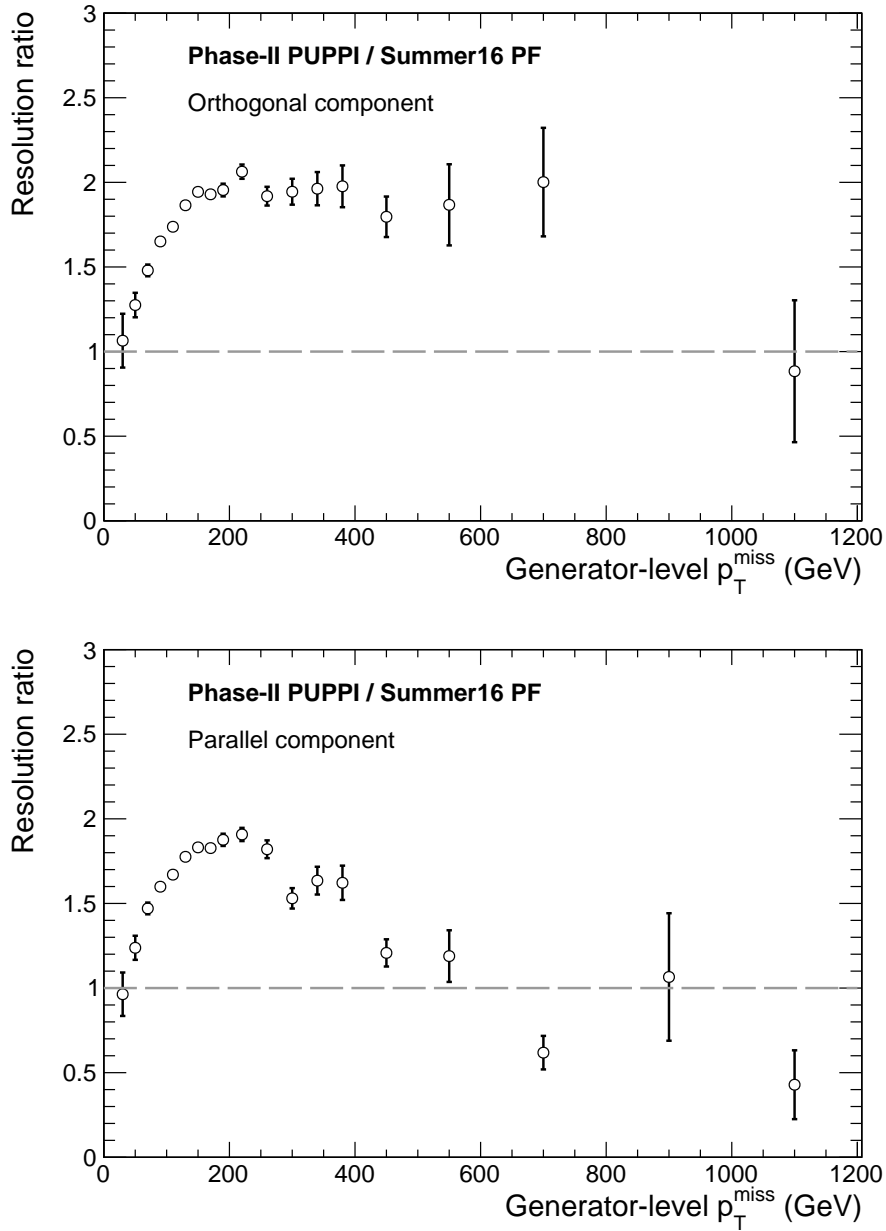 3
Phase-II PUPPI / Summer16 PF
2.5
Orthogonal component
2
1.5
1
0.5
0
Resolution ratio
0 200 400 600 800 1000 1200
Generator-level p_T^miss (GeV)
3
Phase-II PUPPI / Summer16 PF
2.5
Parallel component
2
1.5
1
0.5
0
Resolution ratio
0 200 400 600 800 1000 1200
Generator-level p_T^miss (GeV)